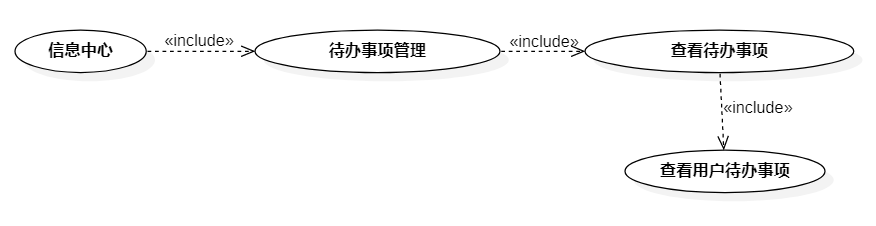 信息中心
«include»
待办事项管理
«include»
查看待办事项
«include»
查看用户待办事项